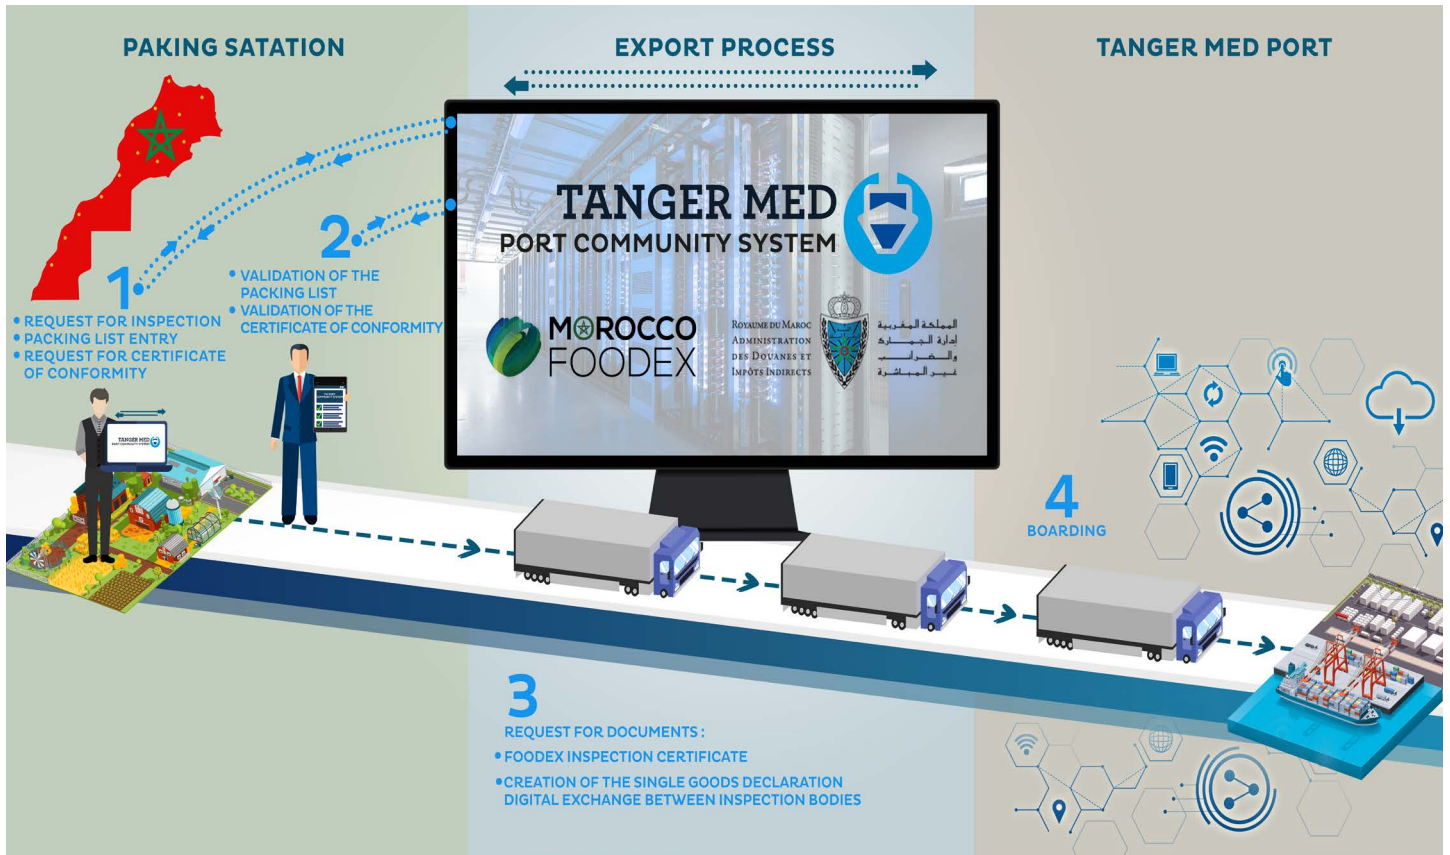 PAKING SATATION
EXPORT PROCESS
TANGER MED PORT
TANGER MED
PORT COMMUNITY SYSTEM
MOROCCO
FOODEX
ROYAUME DU MAROC
ADMINISTRATION
DES DOUANES ET
IMPÔTS INDIRECTS
المملكة المغربية
إدارة الجمارك
والضرائب
غير المباشرة
1
• REQUEST FOR INSPECTION
• PACKING LIST ENTRY
• REQUEST FOR CERTIFICATE
OF CONFORMITY
2
• VALIDATION OF THE
PACKING LIST
• VALIDATION OF THE
CERTIFICATE OF CONFORMITY
TANGER MED
PORT COMMUNITY SYSTEM
3
REQUEST FOR DOCUMENTS :
• FOODEX INSPECTION CERTIFICATE
• CREATION OF THE SINGLE GOODS DECLARATION
DIGITAL EXCHANGE BETWEEN INSPECTION BODIES
4
BOARDING